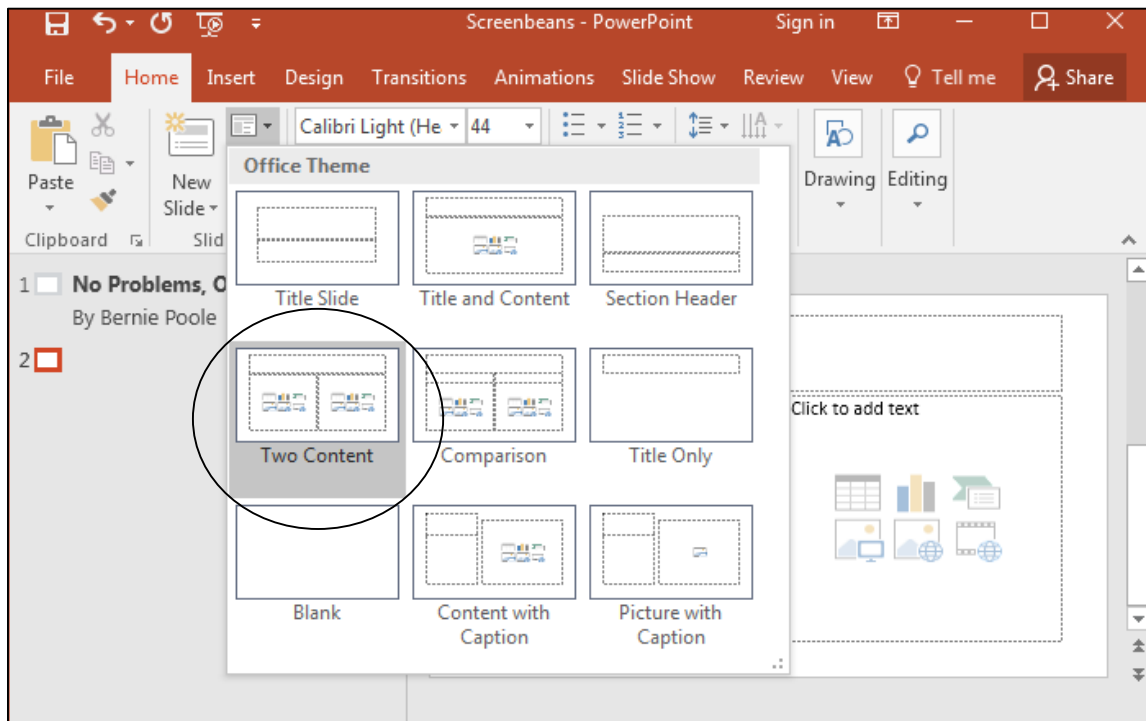 Screenbeans - PowerPoint Sign in
File Home Insert Design Transitions Animations Slide Show Review View Tell me Share
Calibri Light (He 44
Paste
New
Slide
Drawing Editing
Clipboard Slid
Office Theme
Title Slide Title and Content Section Header
Two Content Comparison Title Only
Blank Content with
Caption Picture with
Caption
1 No Problems, O
By Bernie Poole
2
Click to add text